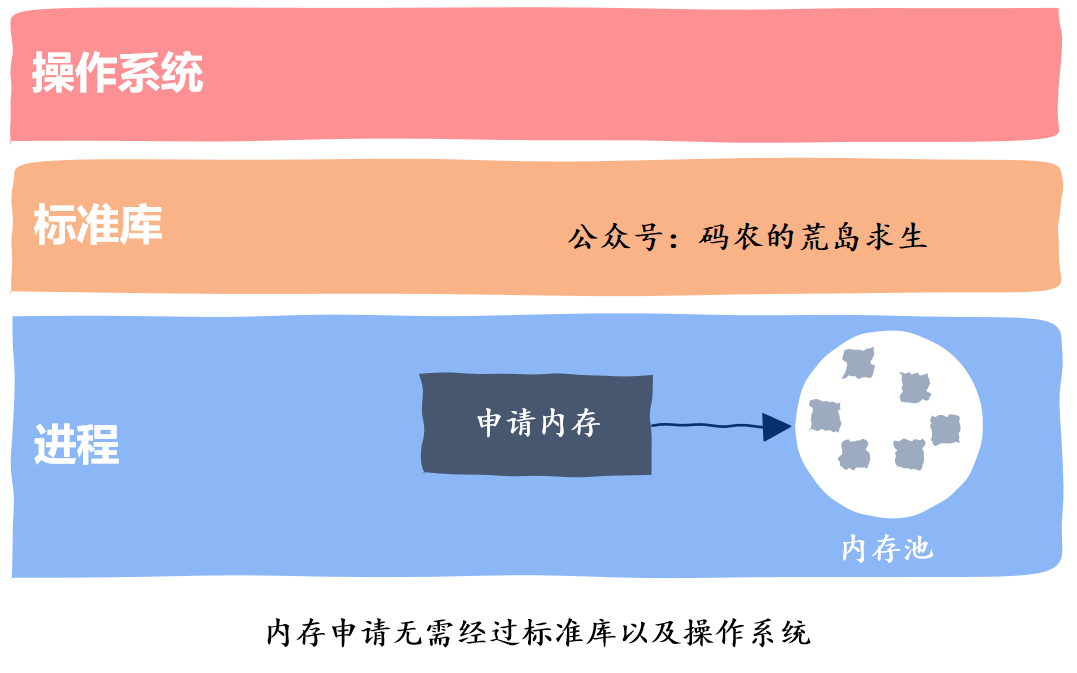 操作系统
标准库
公众号：码农的荒岛求生
进程
申请内存
内存池
内存申请无需经过标准库以及操作系统